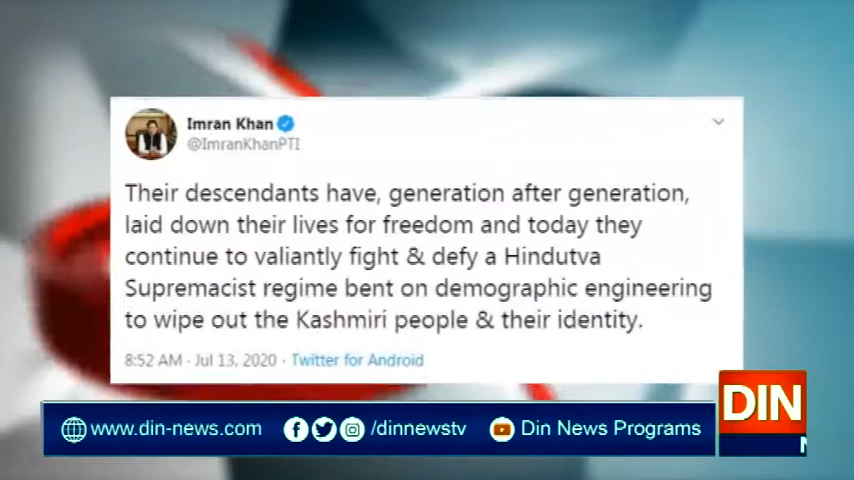 Imran Khan
@ImranKhanPTI
Their descendants have, generation after generation,
laid down their lives for freedom and today they
continue to valiantly fight & defy a Hindutva
Supremacist regime bent on demographic engineering
to wipe out the Kashmiri people & their identity.
8:52 AM · Jul 13, 2020 · Twitter for Android
www.din-news.com /dinnewstv Din News Programs
DIN